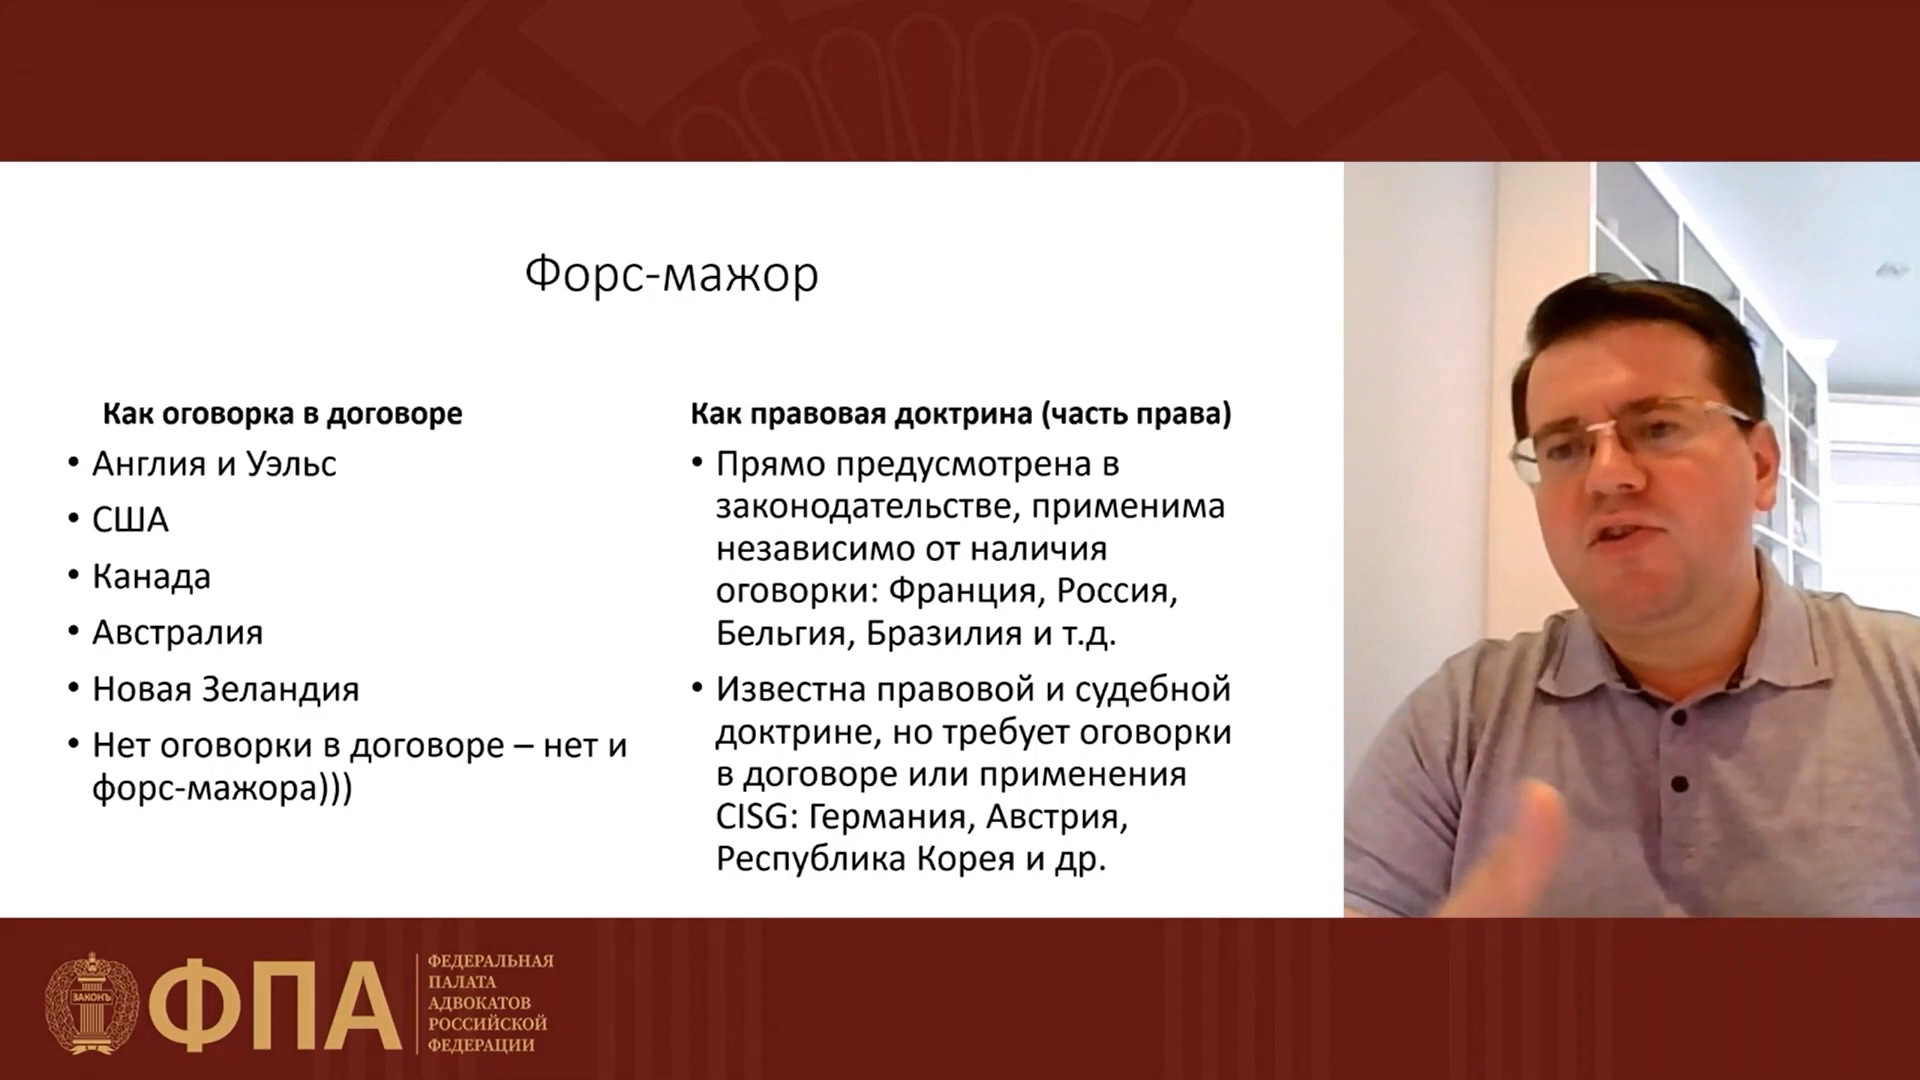 Форс-мажор
Как оговорка в договоре
• Англия и Уэльс
• США
• Канада
• Австралия
• Новая Зеландия
• Нет оговорки в договоре – нет и
форс-мажора)))
Как правовая доктрина (часть права)
• Прямо предусмотрена в
законодательстве, применима
независимо от наличия
оговорки: Франция, Россия,
Бельгия, Бразилия и т.д.
• Известна правовой и судебной
доктрине, но требует оговорки
в договоре или применения
CISG: Германия, Австрия,
Республика Корея и др.
ЗАКОНЪ
ФПА
ФЕДЕРАЛЬНАЯ
ПАЛАТА
АДВОКАТОВ
РОССИЙСКОЙ
ФЕДЕРАЦИИ